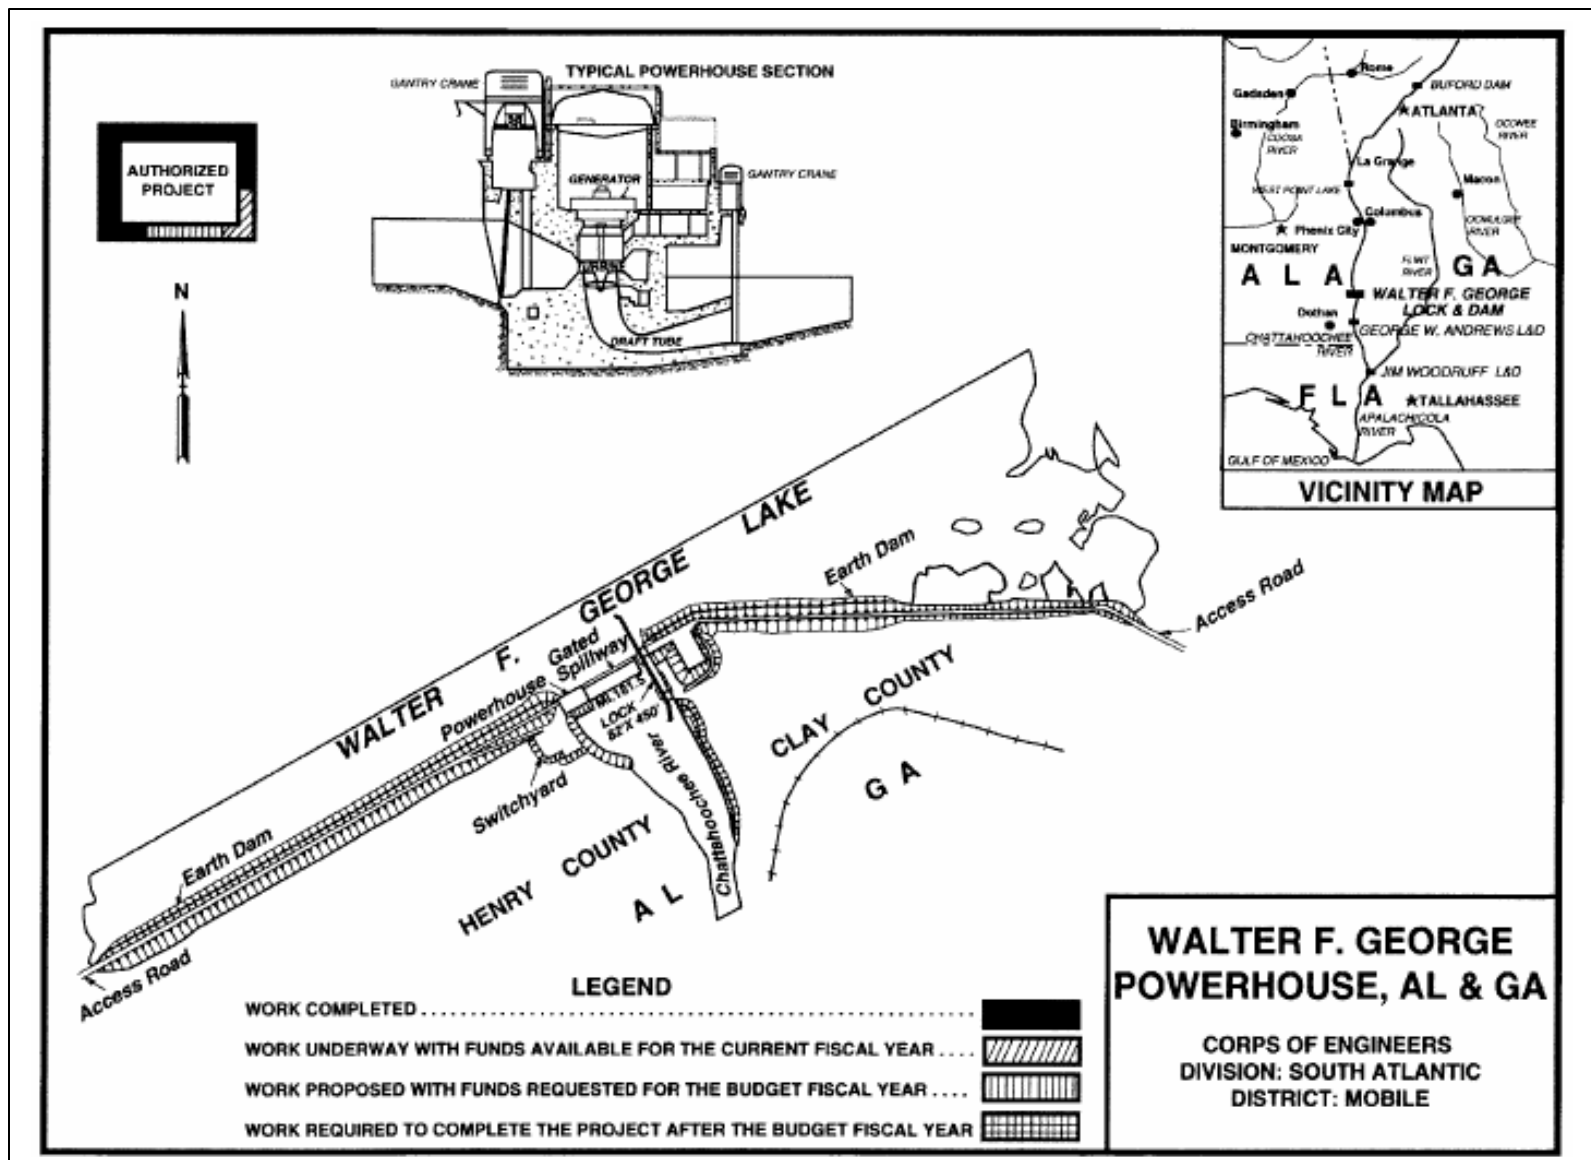 TYPICAL POWERHOUSE SECTION
GANTRY CRANE
GANTRY CRANE
GENERATOR
TURBINE
DRAFT TUBE
AUTHORIZED
PROJECT
N
Rome
BUFORD DAM
Gadsden
ATLANTA
Birmingham
COOSA
RIVER
OCOWEE
RIVER
La Grange
WEST POINT LAKE
Macon
Columbus
Phenix City
OCMULGEE
RIVER
MONTGOMERY
FLINT
RIVER
ALA
GA
WALTER F. GEORGE
LOCK & DAM
Dothan
GEORGE W. ANDREWS L&D
CHATTAHOOCHEE
RIVER
JIM WOODRUFF L&D
FLA
TALLAHASSEE
APALACHICOLA
RIVER
GULF OF MEXICO
VICINITY MAP
WALTER F. GEORGE LAKE
Earth Dam
Access Road
Gated
Spillway
Powerhouse
MI.181.5
LOCK
82'X 450'
Switchyard
Chattahoochee River
CLAY COUNTY
GA
HENRY COUNTY
AL
Earth Dam
Access Road
LEGEND
WORK COMPLETED
WORK UNDERWAY WITH FUNDS AVAILABLE FOR THE CURRENT FISCAL YEAR
WORK PROPOSED WITH FUNDS REQUESTED FOR THE BUDGET FISCAL YEAR
WORK REQUIRED TO COMPLETE THE PROJECT AFTER THE BUDGET FISCAL YEAR
WALTER F. GEORGE
POWERHOUSE, AL & GA
CORPS OF ENGINEERS
DIVISION: SOUTH ATLANTIC
DISTRICT: MOBILE